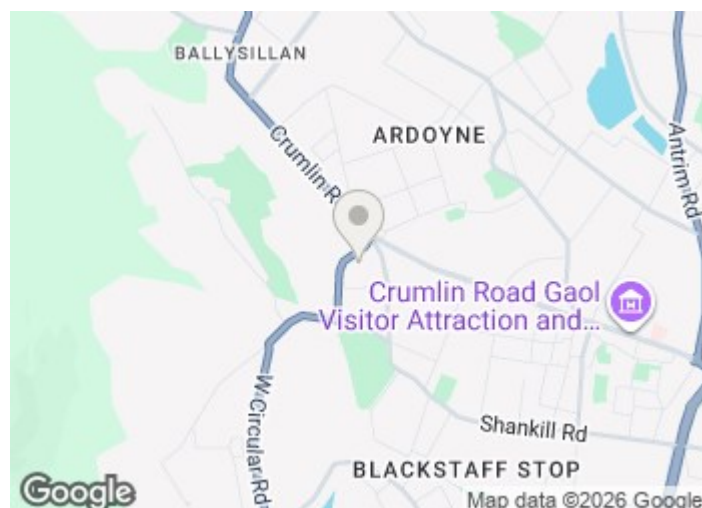 BALLYSILLAN
ARDOYNE
Crumlin R
Antrim Rd
Crumlin Road Gaol
Visitor Attraction and...
W Circular Rd
Shankill Rd
BLACKSTAFF STOP
Google
Map data ©2026 Google